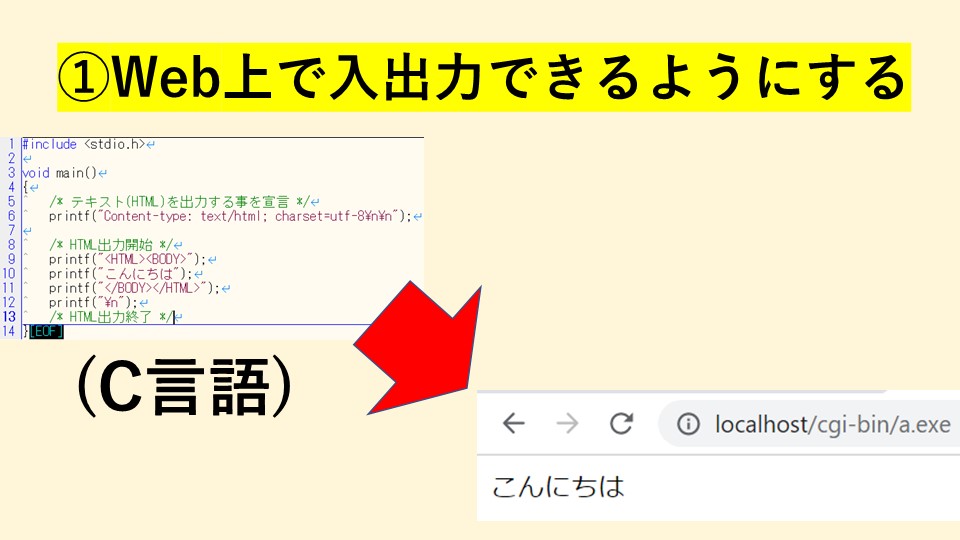 ①Web上で入出力できるようにする
1 #include <stdio.h>↵
2 ↵
3 void main()↵
4 {↵
5 /* テキスト(HTML)を出力する事を宣言 */↵
6 printf("Content-type: text/html; charset=utf-8¥n¥n");↵
7 ↵
8 /* HTML出力開始 */↵
9 printf("<HTML><BODY>");↵
10 printf("こんにちは");↵
11 printf("</BODY></HTML>");↵
12 printf("¥n");↵
13 /* HTML出力終了 */↵
14 }[EOF]
(C言語)
localhost/cgi-bin/a.exe
こんにちは